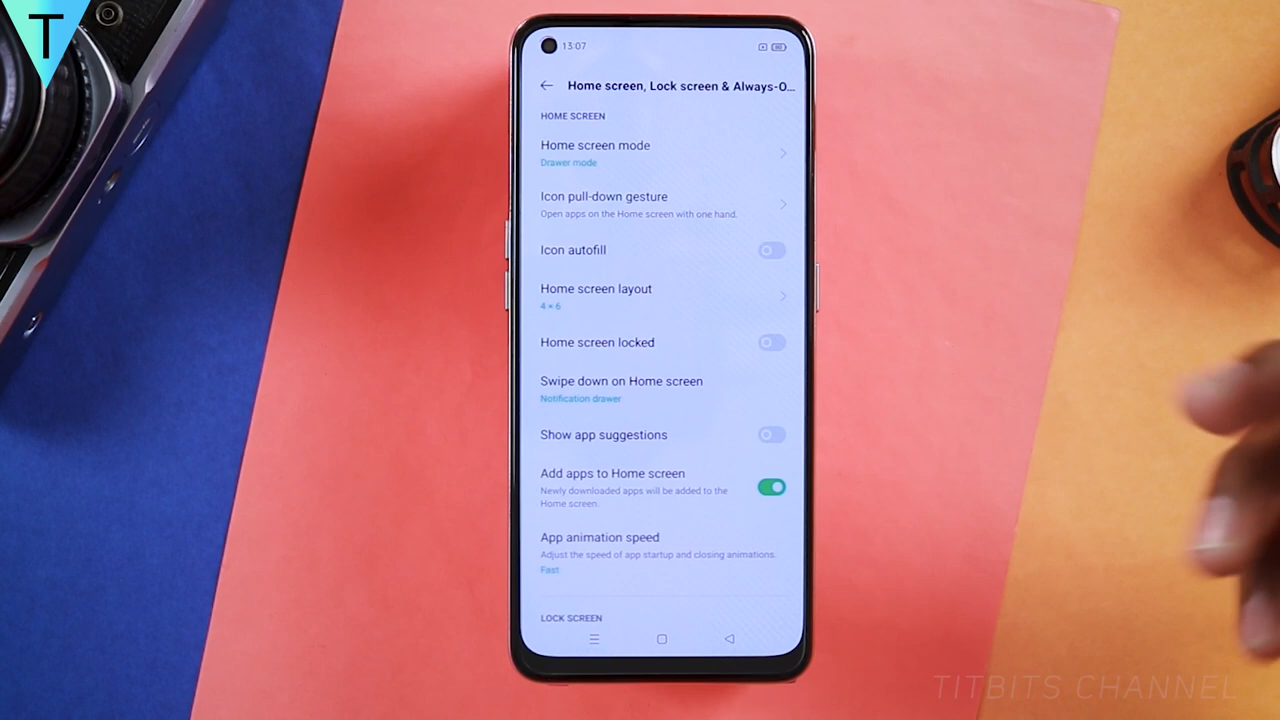 T
13:07
Home screen, Lock screen & Always-O...
HOME SCREEN
Home screen mode
Drawer mode
Icon pull-down gesture
Open apps on the Home screen with one hand.
Icon autofill
Home screen layout
4 × 6
Home screen locked
Swipe down on Home screen
Notification drawer
Show app suggestions
Add apps to Home screen
Newly downloaded apps will be added to the
Home screen.
App animation speed
Adjust the speed of app startup and closing animations.
Fast
LOCK SCREEN
TITBITS CHANNEL